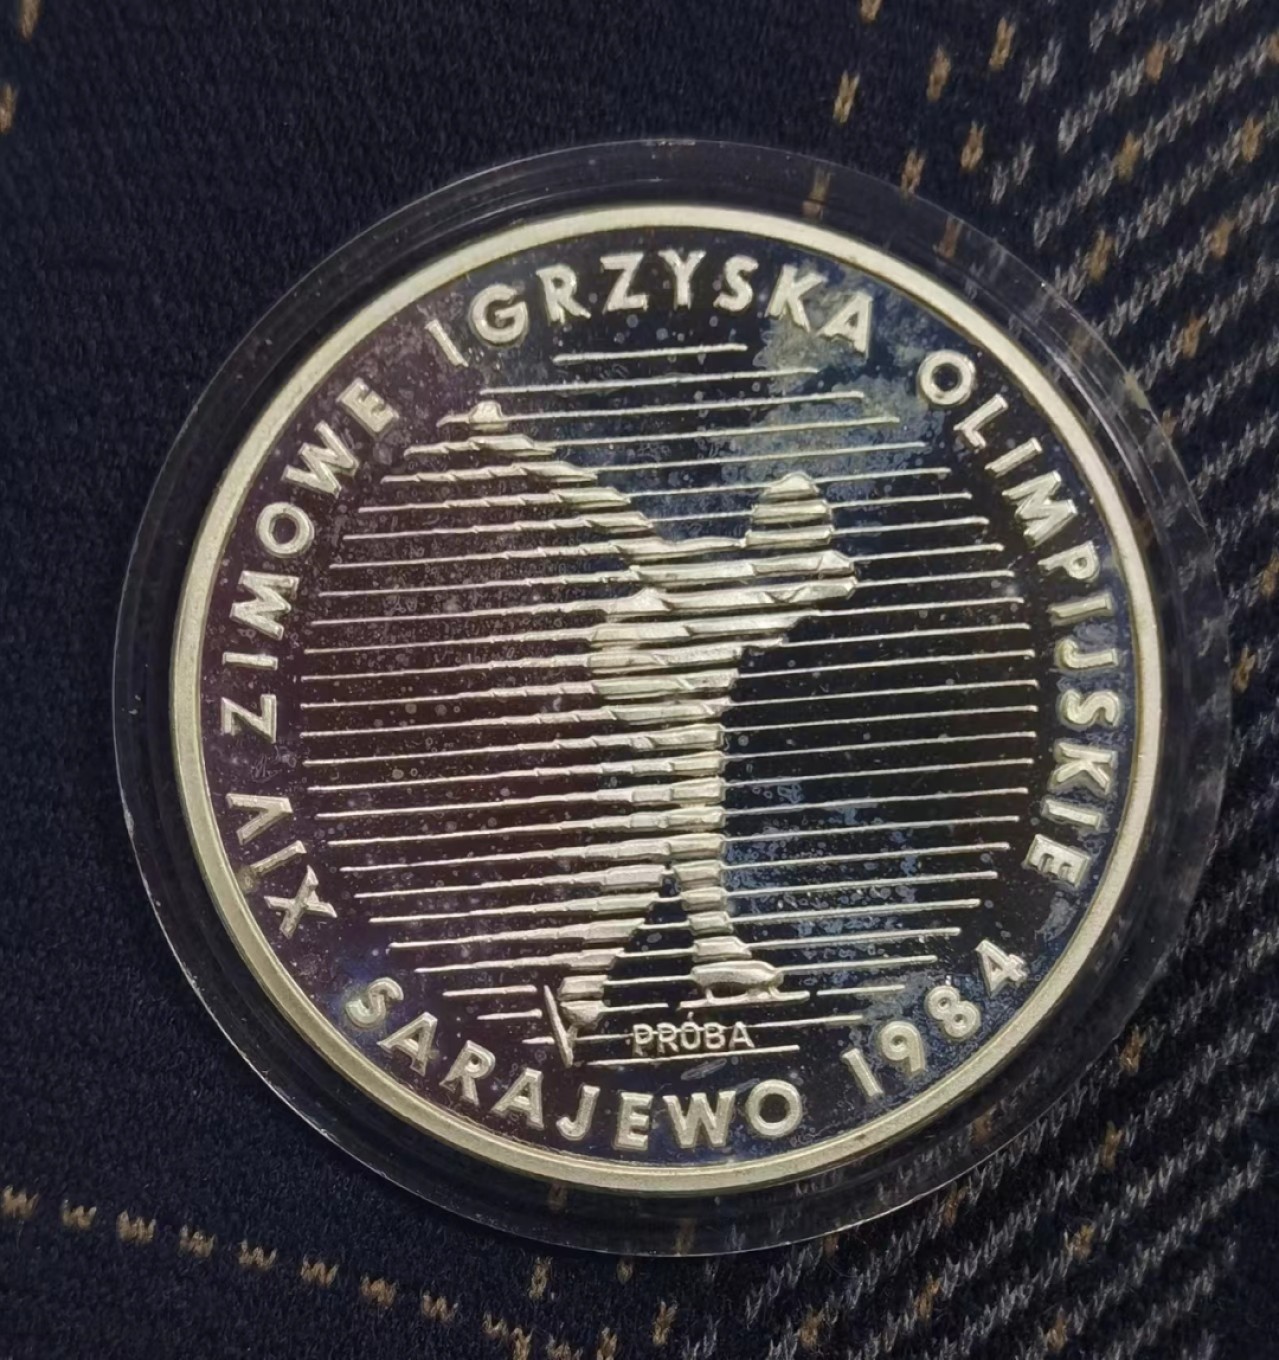 XIV ZIMOWE IGRZYSKA OLIMPIJSKIE
PRÓBA
SARAJEWO 1984